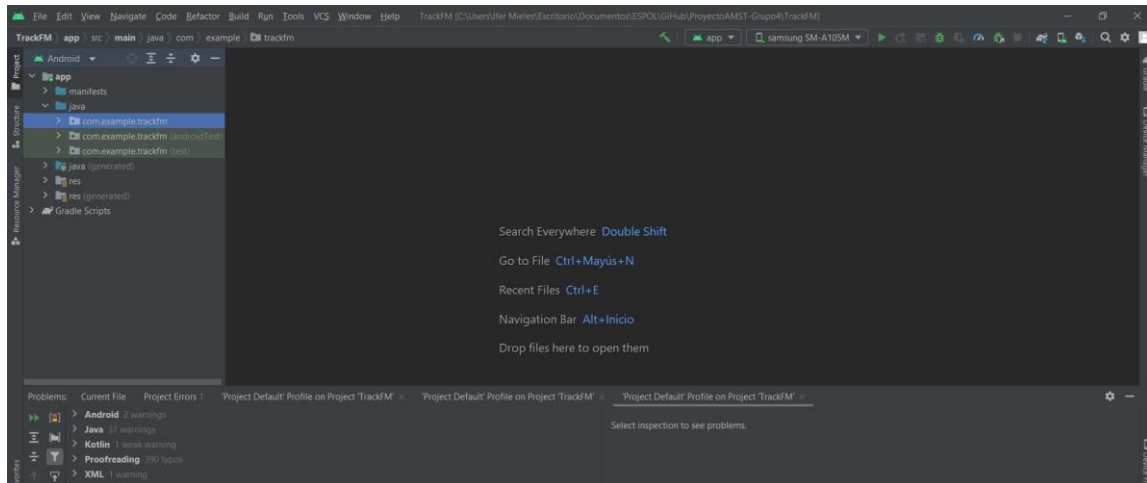 File Edit View Navigate Code Refactor Build Run Tools VCS Window Help TrackFM [C:\Users\Ifer Mieles\Escritorio\Documentos\ESPOL\GiHub\ProyectoAMST-Grupo4\TrackFM]
TrackFM app src main java com example trackfm app samsung SM-A105M
Project
Android
app
manifests
java
com.example.trackfm
com.example.trackfm (androidTest)
com.example.trackfm (test)
java (generated)
res
res (generated)
Gradle Scripts
Structure
Resource Manager
Search Everywhere Double Shift
Go to File Ctrl+Mayús+N
Recent Files Ctrl+E
Navigation Bar Alt+Inicio
Drop files here to open them
Problems: Current File Project Errors 1 'Project Default' Profile on Project 'TrackFM' 'Project Default' Profile on Project 'TrackFM' 'Project Default' Profile on Project 'TrackFM'
Android 2 warnings
Java 37 warnings
Kotlin 1 weak warning
Proofreading 390 typos
XML 1 warning
Select inspection to see problems.